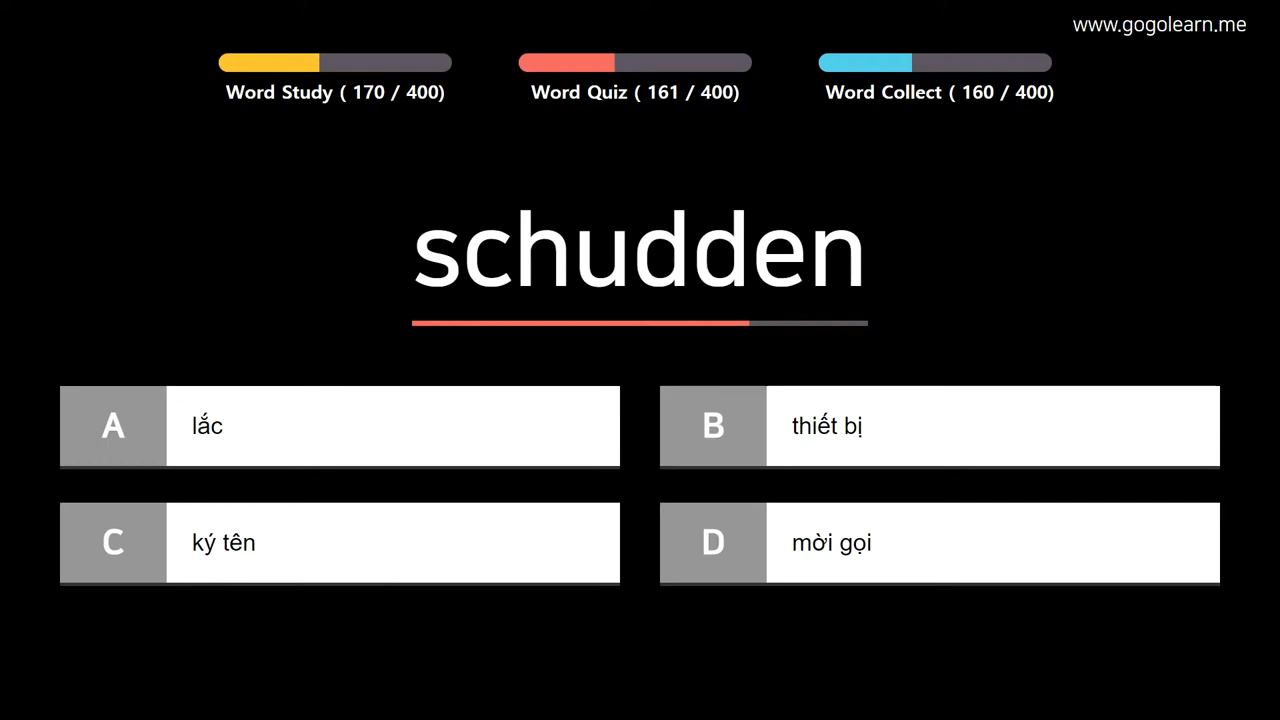 www.gogolearn.me
Word Study ( 170 / 400)
Word Quiz ( 161 / 400)
Word Collect ( 160 / 400)
schudden
A lắc
B thiết bị
C ký tên
D mời gọi